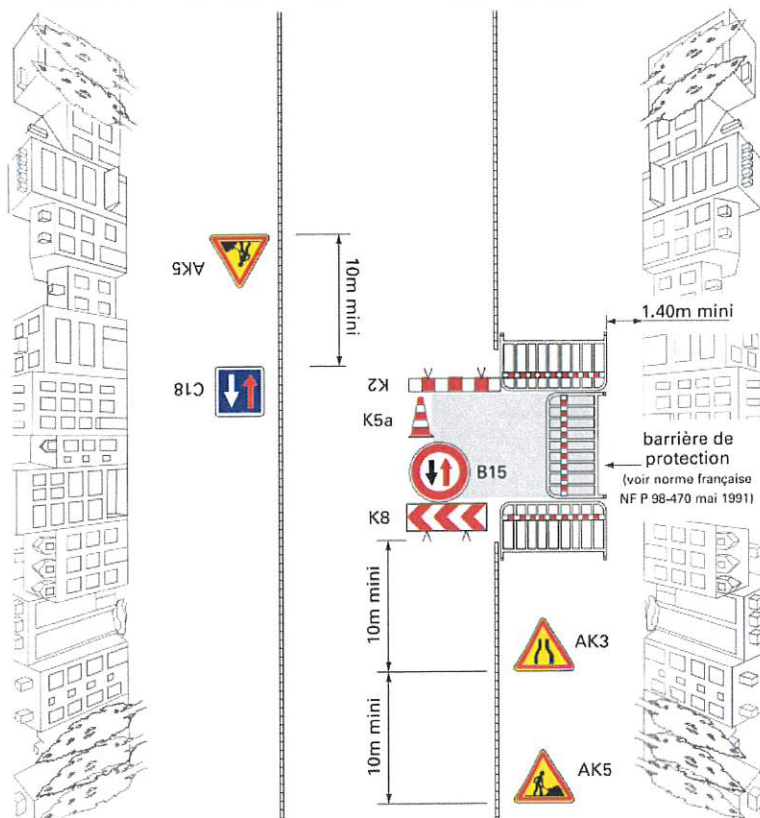 AK5
10m mini
1.40m mini
C18
K2
K5a
barrière de
protection
(voir norme française
NF P 98-470 mai 1991)
B15
K8
10m mini
AK3
10m mini
AK5